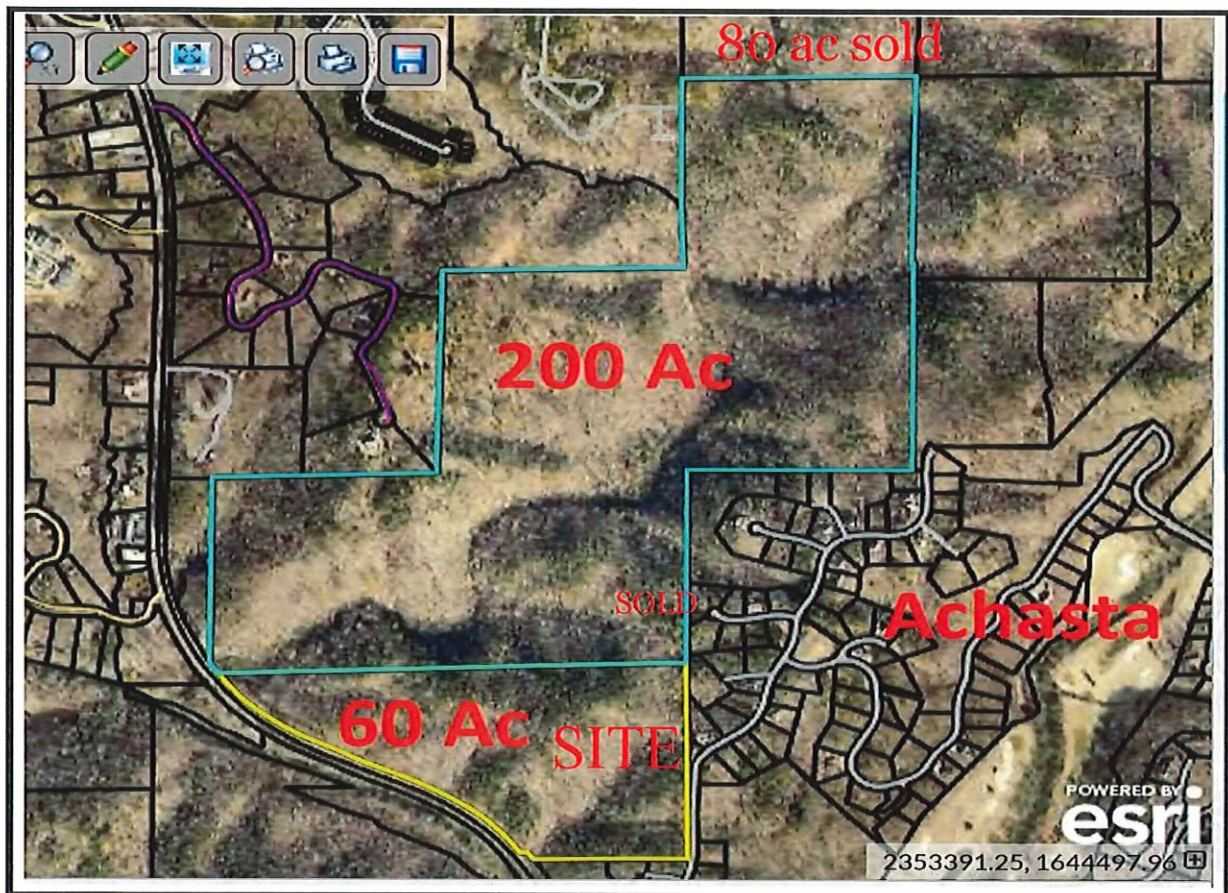 80 ac sold
200 Ac
SOLD
Achasta
60 Ac
SITE
POWERED BY
esri
2353391.25, 1644497.96